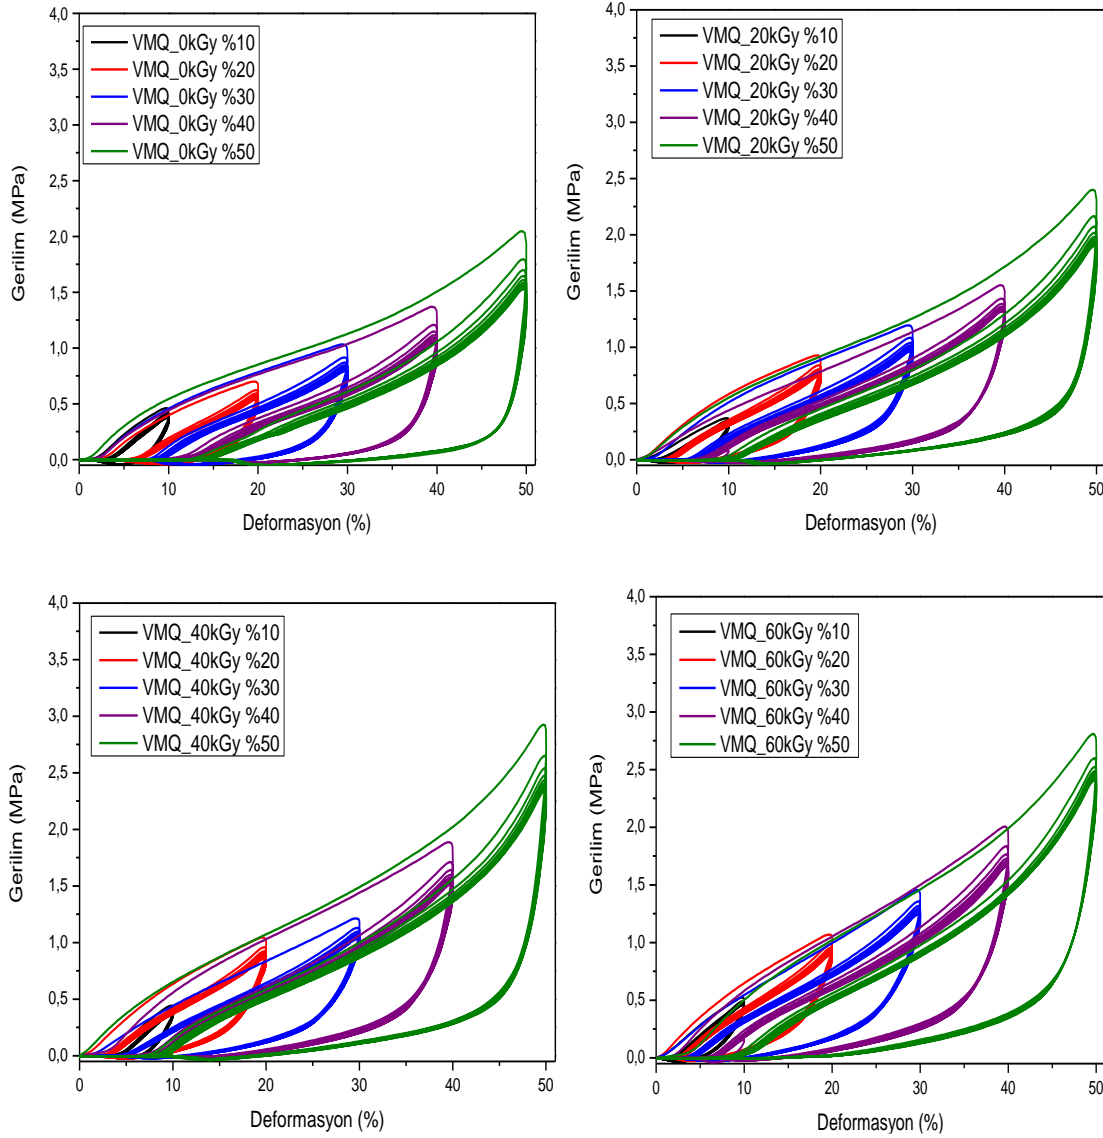 4,0
3,5
3,0
2,5
2,0
1,5
1,0
0,5
0,0
Gerilim (MPa)
VMQ_0kGy %10
VMQ_0kGy %20
VMQ_0kGy %30
VMQ_0kGy %40
VMQ_0kGy %50
0 10 20 30 40 50
Deformasyon (%)
4,0
3,5
3,0
2,5
2,0
1,5
1,0
0,5
0,0
Gerilim (MPa)
VMQ_20kGy %10
VMQ_20kGy %20
VMQ_20kGy %30
VMQ_20kGy %40
VMQ_20kGy %50
0 10 20 30 40 50
Deformasyon (%)
4,0
3,5
3,0
2,5
2,0
1,5
1,0
0,5
0,0
Gerilim (MPa)
VMQ_40kGy %10
VMQ_40kGy %20
VMQ_40kGy %30
VMQ_40kGy %40
VMQ_40kGy %50
0 10 20 30 40 50
Deformasyon (%)
4,0
3,5
3,0
2,5
2,0
1,5
1,0
0,5
0,0
Gerilim (MPa)
VMQ_60kGy %10
VMQ_60kGy %20
VMQ_60kGy %30
VMQ_60kGy %40
VMQ_60kGy %50
0 10 20 30 40 50
Deformasyon (%)